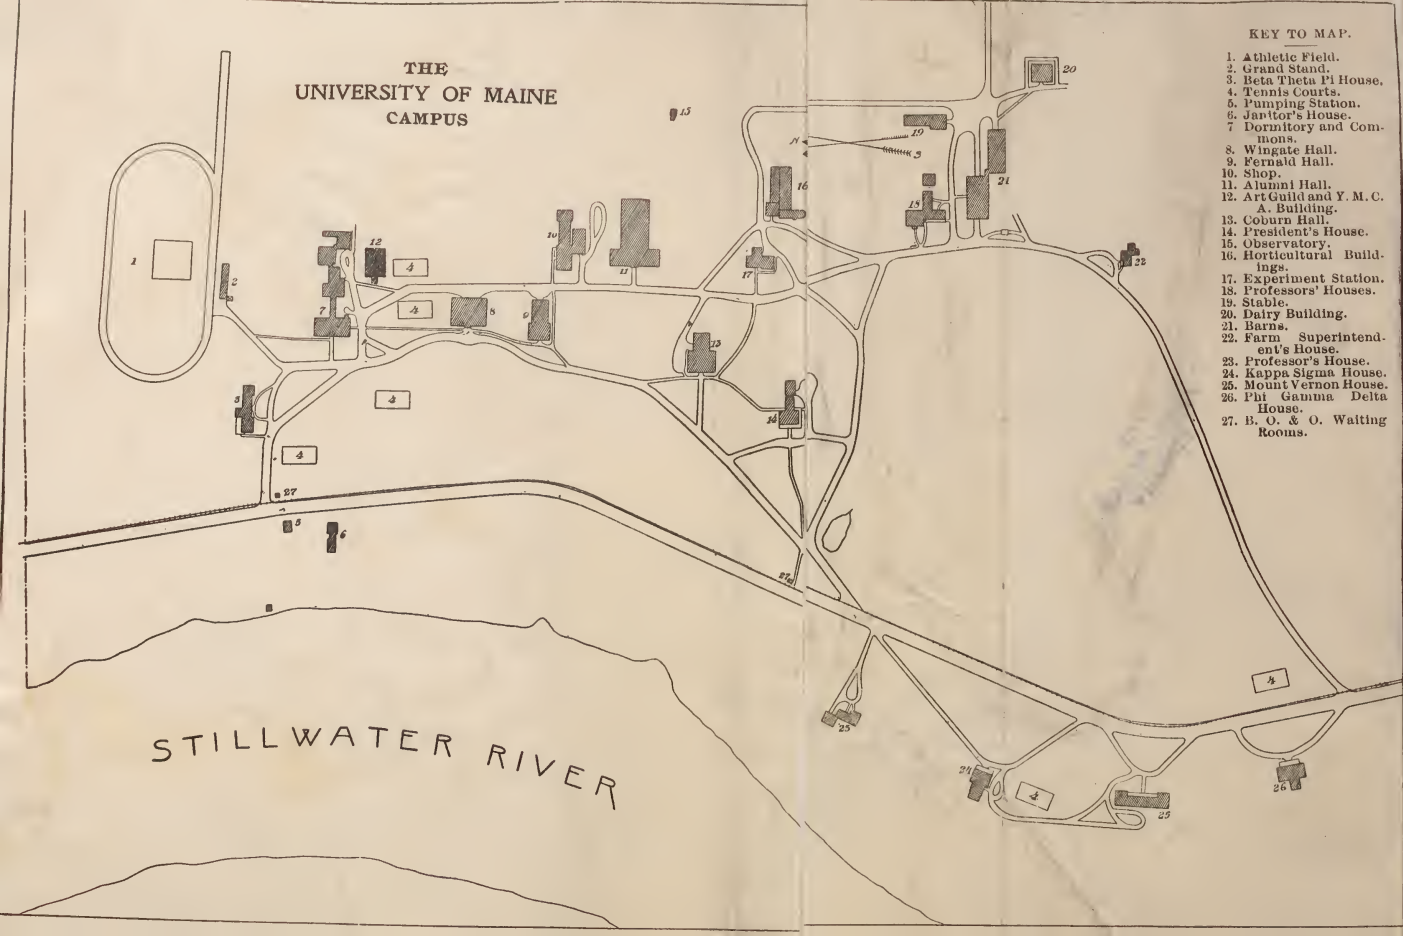 THE
UNIVERSITY OF MAINE
CAMPUS
KEY TO MAP.
1. Athletic Field.
2. Grand Stand.
3. Beta Theta Pi House.
4. Tennis Courts.
5. Pumping Station.
6. Janitor's House.
7 Dormitory and Com-
mons.
8. Wingate Hall.
9. Fernald Hall.
10. Shop.
11. Alumni Hall.
12. Art Guild and Y. M. C.
A. Building.
13. Coburn Hall.
14. President's House.
15. Observatory.
16. Horticultural Build-
ings.
17. Experiment Station.
18. Professors' Houses.
19. Stable.
20. Dairy Building.
21. Barns.
22. Farm Superintend-
ent's House.
23. Professor's House.
24. Kappa Sigma House.
25. Mount Vernon House.
26. Phi Gamma Delta
House.
27. B. O. & O. Waiting
Rooms.
20
15
19
N
S
16
21
18
12
10
4
11
17
22
1
2
4
7
8
9
13
3
4
14
4
27
5
6
27
4
STILLWATER RIVER
24
4
25
26